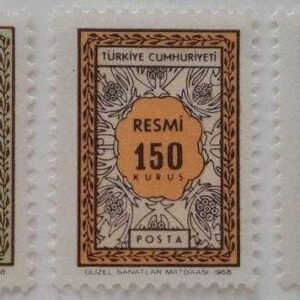 TÜRKİYE CUMHURİYETİ
RESMİ
150
KURUŞ
POSTA
GÜZEL SANATLAR MATBAASI-1968